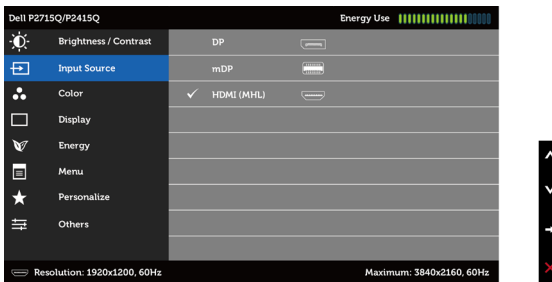 Dell P2715Q/P2415Q
Energy Use
Brightness / Contrast
DP
Input Source
mDP
Color
HDMI (MHL)
Display
Energy
Menu
Personalize
Others
Resolution: 1920x1200, 60Hz
Maximum: 3840x2160, 60Hz